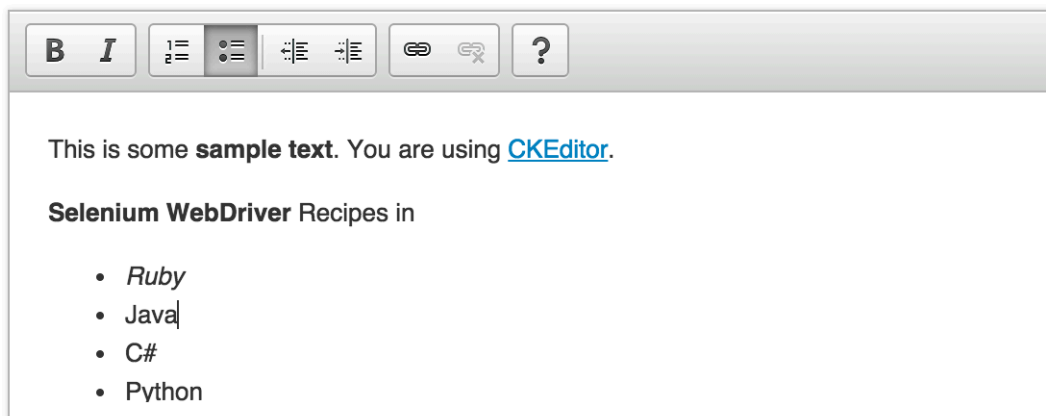 B I ?
This is some sample text. You are using CKEditor.
Selenium WebDriver Recipes in
• Ruby
• Java
• C#
• Python